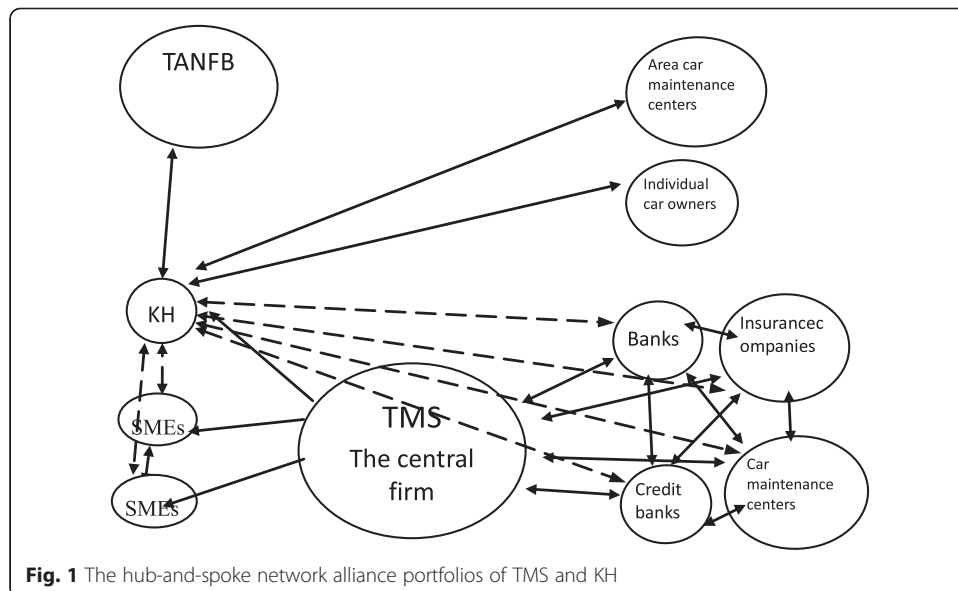 TANFB
Area car
maintenance
centers
Individual
car owners
KH
Banks
Insurancec
ompanies
SMEs
TMS
The central
firm
SMEs
Credit
banks
Car
maintenance
centers
Fig. 1 The hub-and-spoke network alliance portfolios of TMS and KH